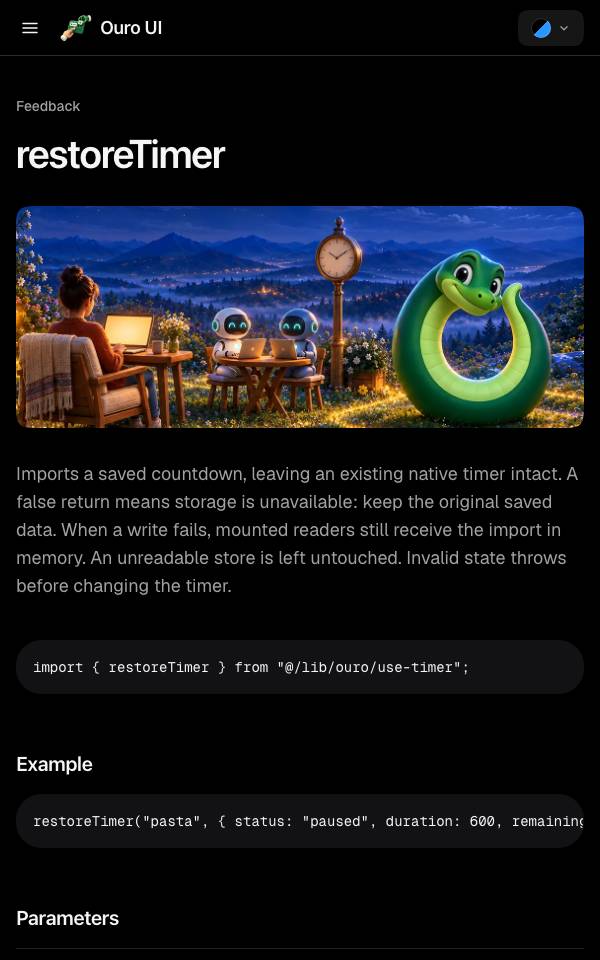 Ouro UI
Feedback
restoreTimer
Imports a saved countdown, leaving an existing native timer intact. A
false return means storage is unavailable: keep the original saved
data. When a write fails, mounted readers still receive the import in
memory. An unreadable store is left untouched. Invalid state throws
before changing the timer.
import { restoreTimer } from "@/lib/ouro/use-timer";
Example
restoreTimer("pasta", { status: "paused", duration: 600, remaining
Parameters